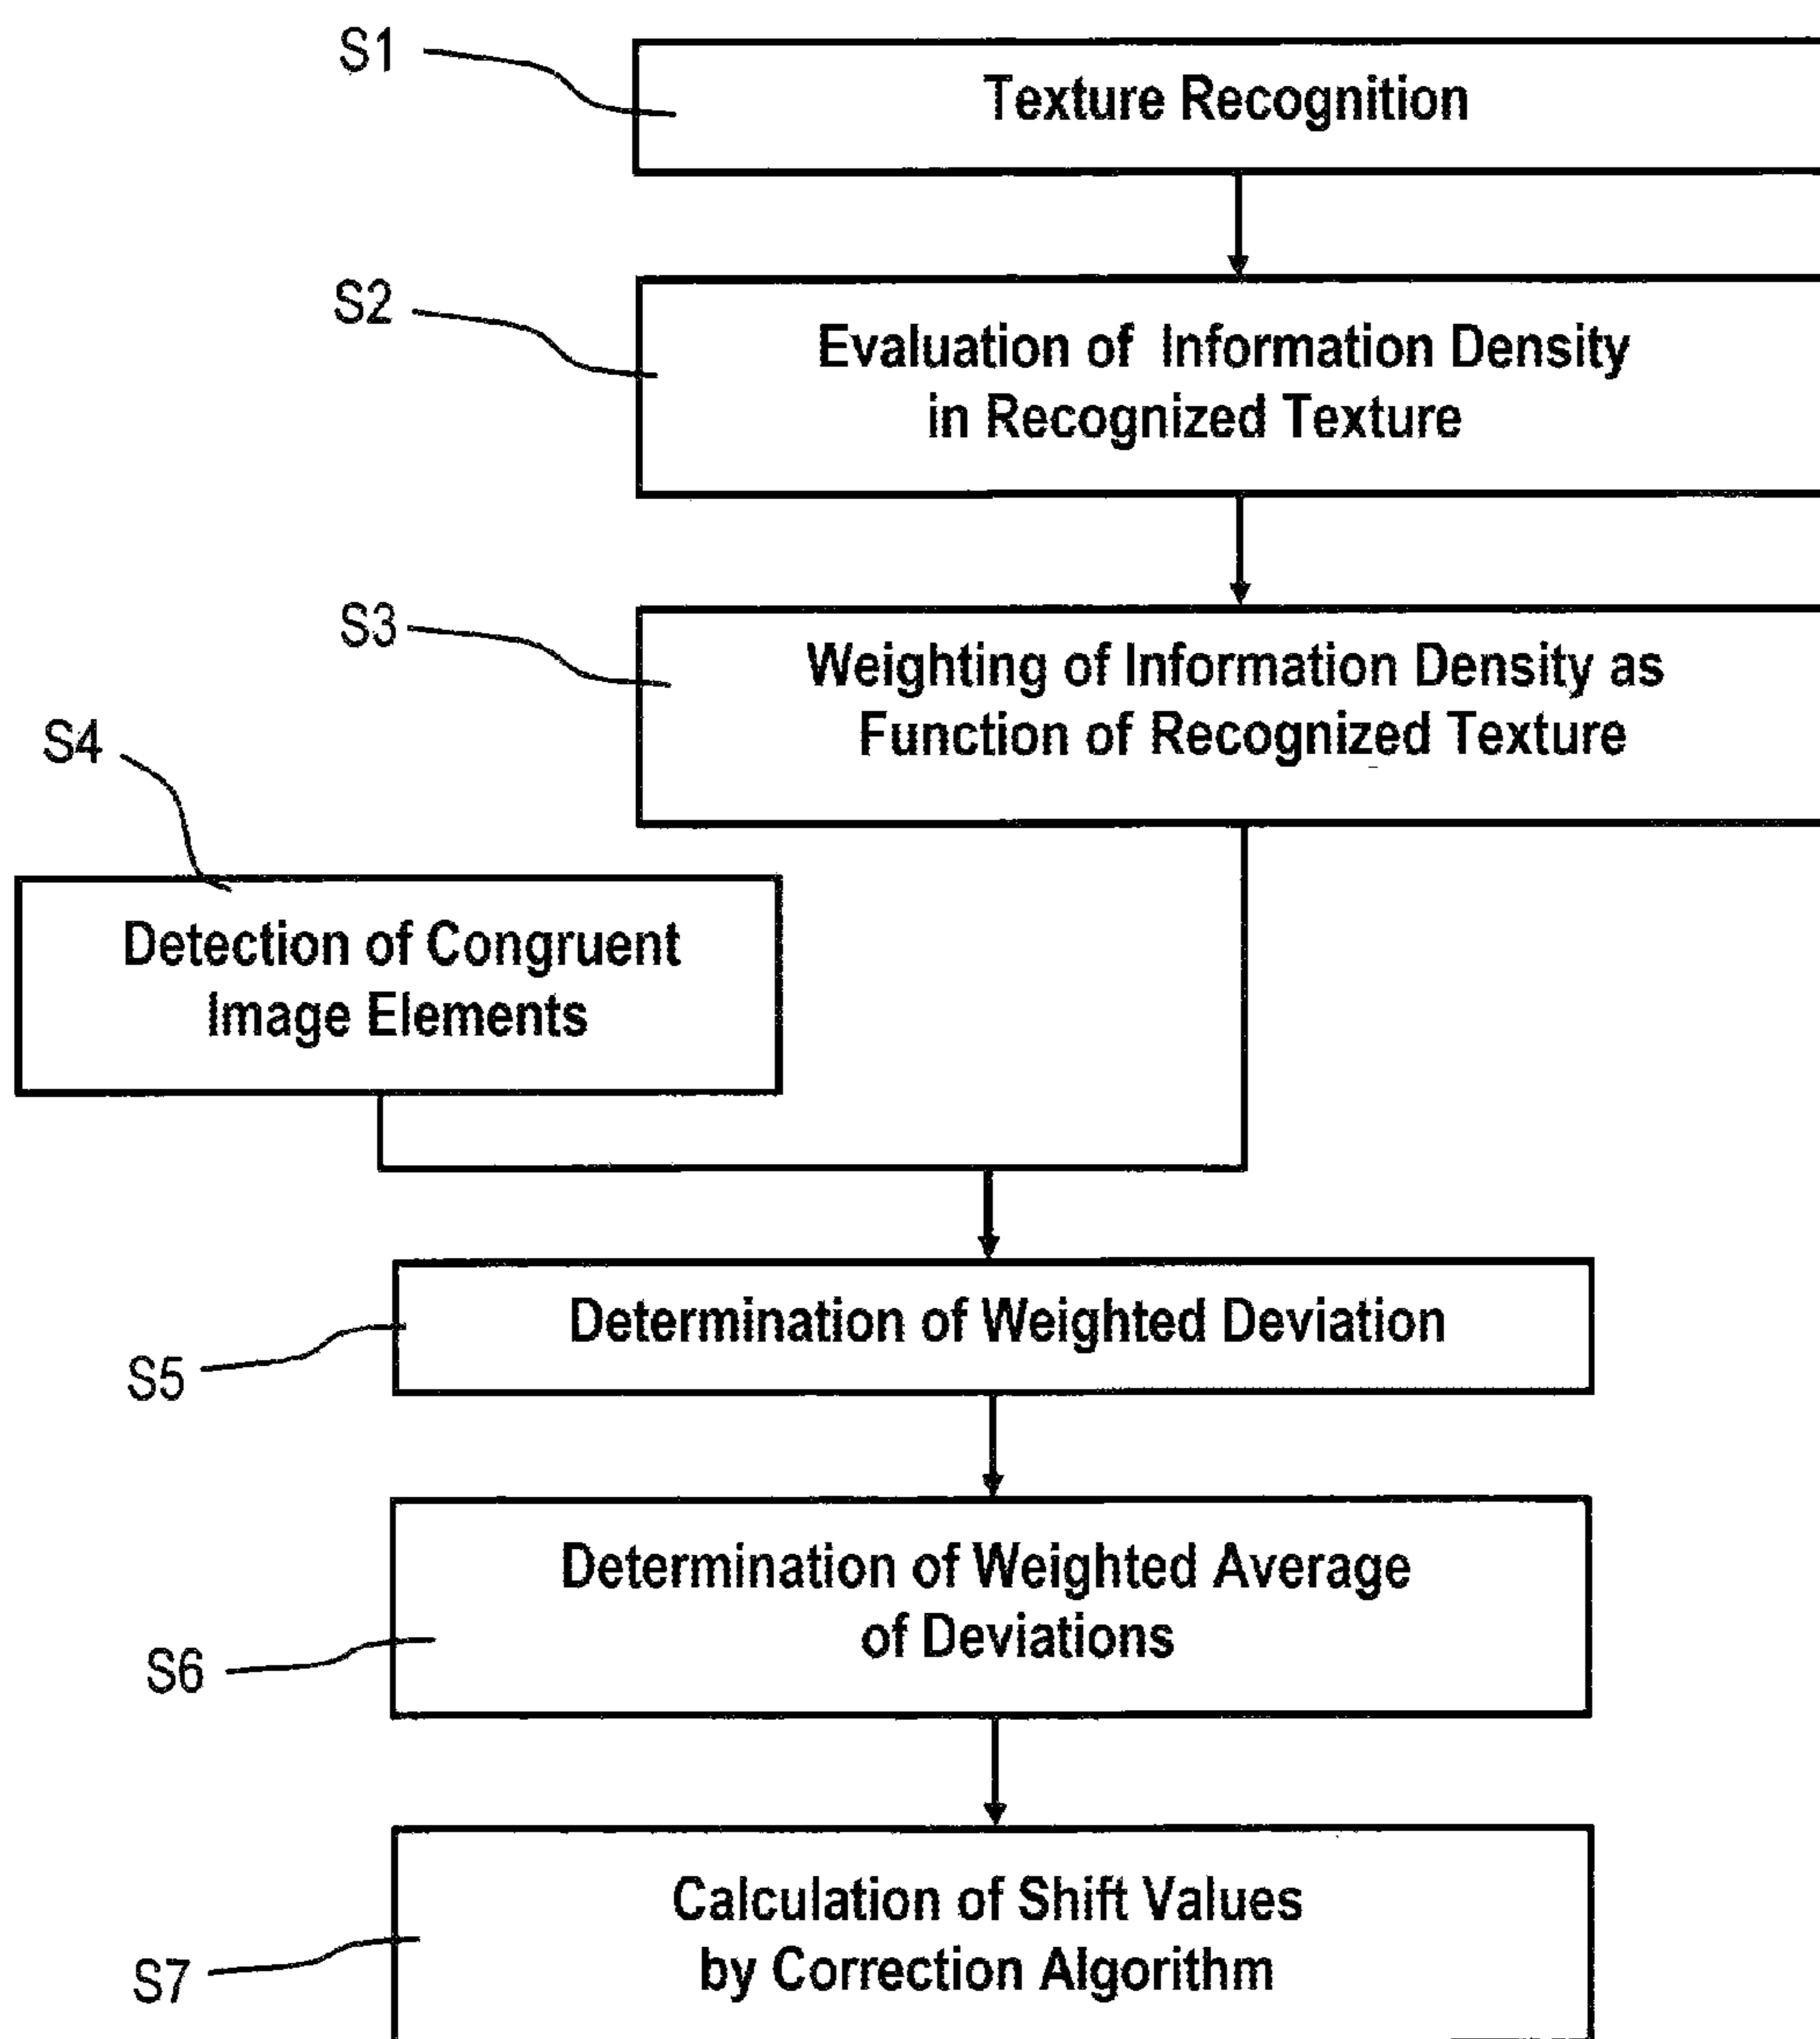 S1
Texture Recognition
S2
Evaluation of Information Density
in Recognized Texture
S3
Weighting of Information Density as
Function of Recognized Texture
S4
Detection of Congruent
Image Elements
Determination of Weighted Deviation
S5
Determination of Weighted Average
of Deviations
S6
Calculation of Shift Values
by Correction Algorithm
S7